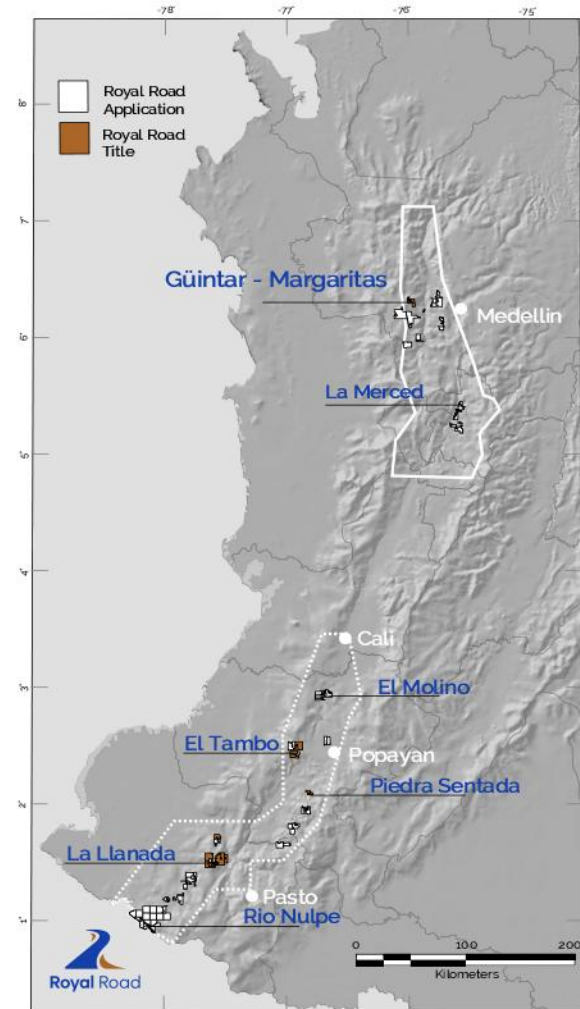 -78°
-77°
-76°
-75°
8°
7°
6°
5°
4°
3°
2°
1°
Royal Road
Application
Royal Road
Title
Güintar - Margaritas
Medellin
La Merced
Cali
El Molino
El Tambo
Popayan
Piedra Sentada
La Llanada
Pasto
Rio Nulpe
Royal Road
0 100 200
Kilometers